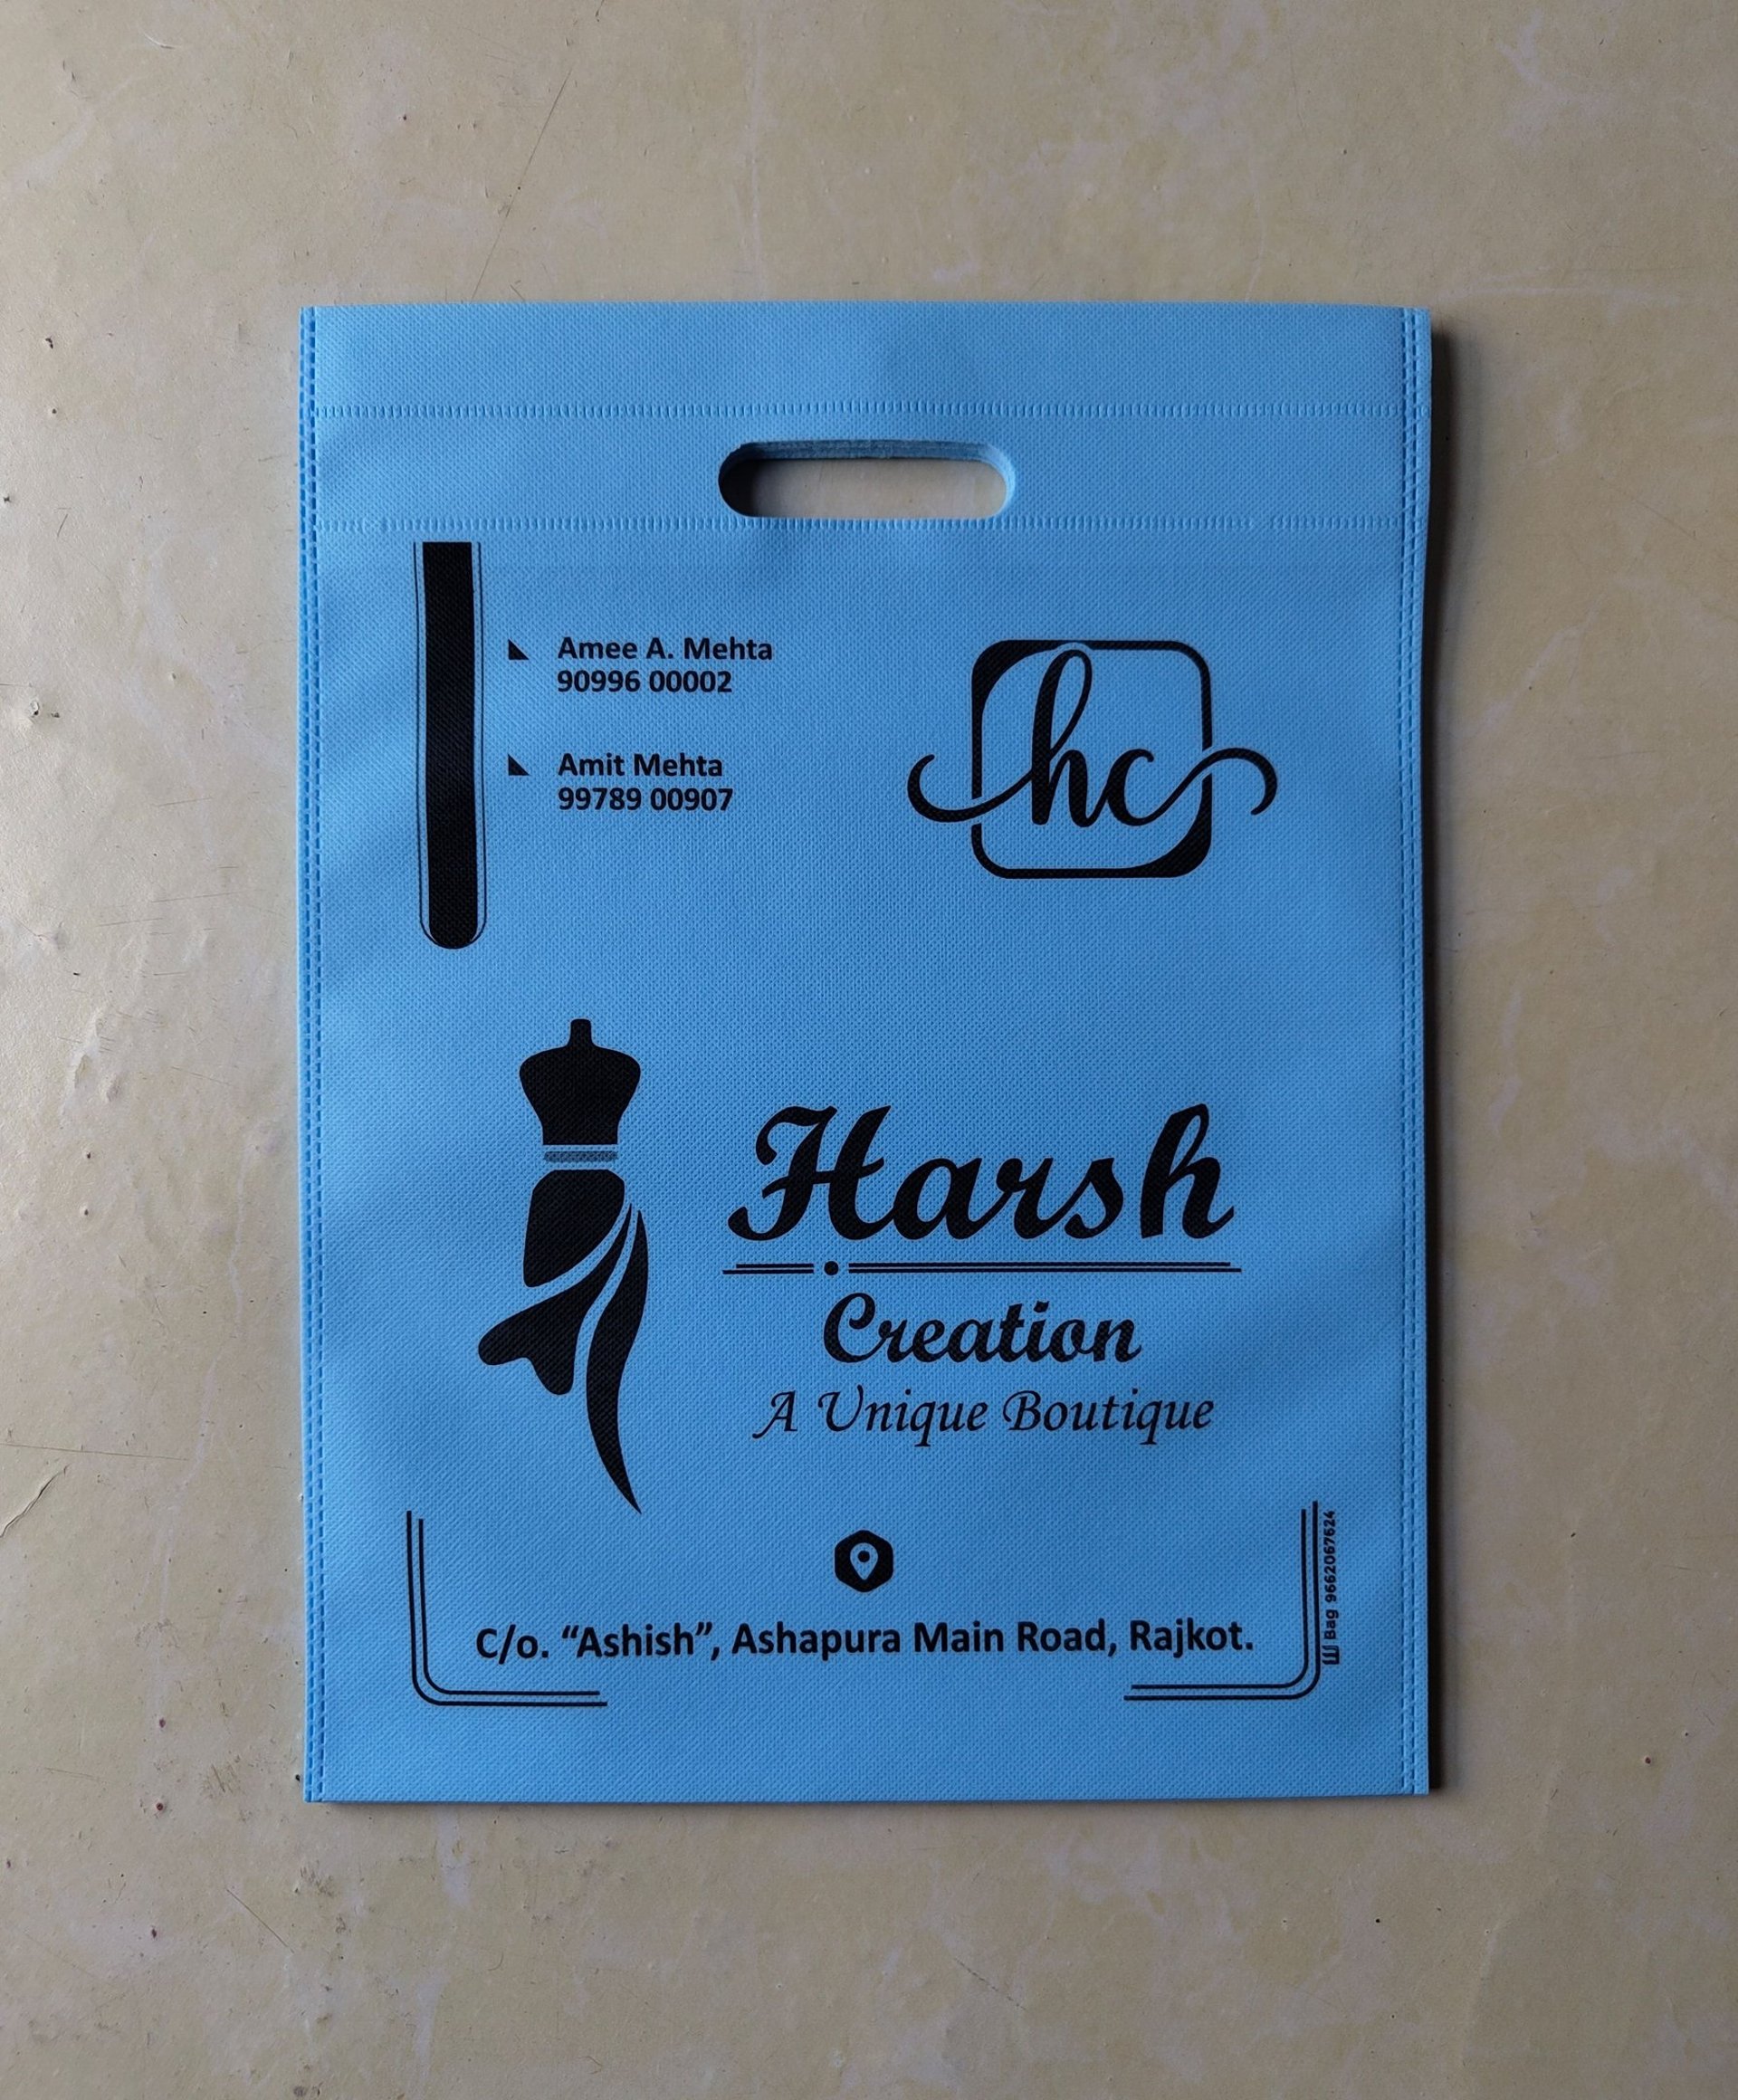 Amee A. Mehta
90996 00002
Amit Mehta
99789 00907
hc
Harsh
Creation
A Unique Boutique
C/o. “Ashish”, Ashapura Main Road, Rajkot.
Bag 9662067624